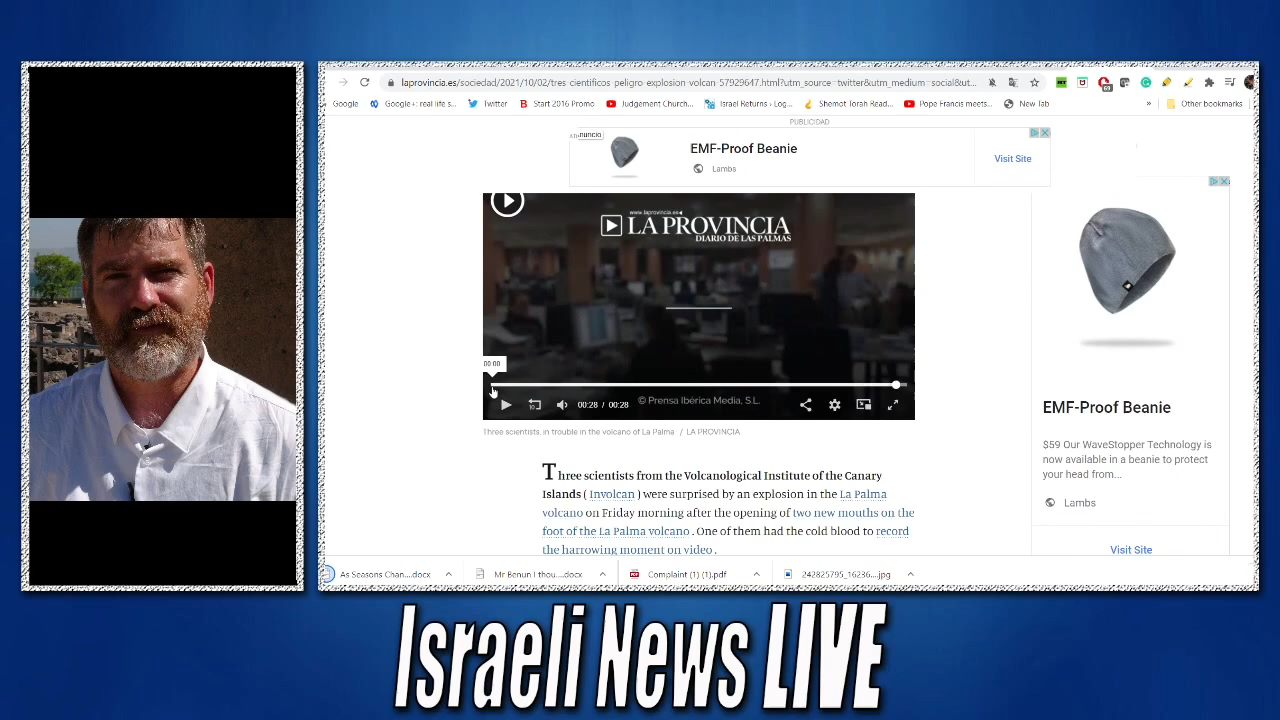 laprovincia.es/sociedad/2021/10/02/tres-cientificos-peligro-explosion-volcan-57929647.html?utm_source=twitter&utm_medium=social&ut...
Google
Google+: real life s...
Twitter
Start 2016 Promo
Judgement Church...
Israel Returns › Log...
Shemot Torah Read...
Pope Francis meets...
New Tab
»
Other bookmarks
PUBLICIDAD
EMF-Proof Beanie
Lambs
Visit Site
www.laprovincia.es
LA PROVINCIA
DIARIO DE LAS PALMAS
00:00
10
00:28 / 00:28
© Prensa Ibérica Media, S.L.
Three scientists, in trouble in the volcano of La Palma / LA PROVINCIA
Three scientists from the Volcanological Institute of the Canary
Islands ( Involcan ) were surprised by an explosion in the La Palma
volcano on Friday morning after the opening of two new mouths on the
foot of the La Palma volcano . One of them had the cold blood to record
the harrowing moment on video .
EMF-Proof Beanie
$59 Our WaveStopper Technology is
now available in a beanie to protect
your head from...
Lambs
Visit Site
As Seasons Chan....docx
Mr Benun I thou....docx
Complaint (1) (1).pdf
242825795_16236....jpg
Israeli News LIVE